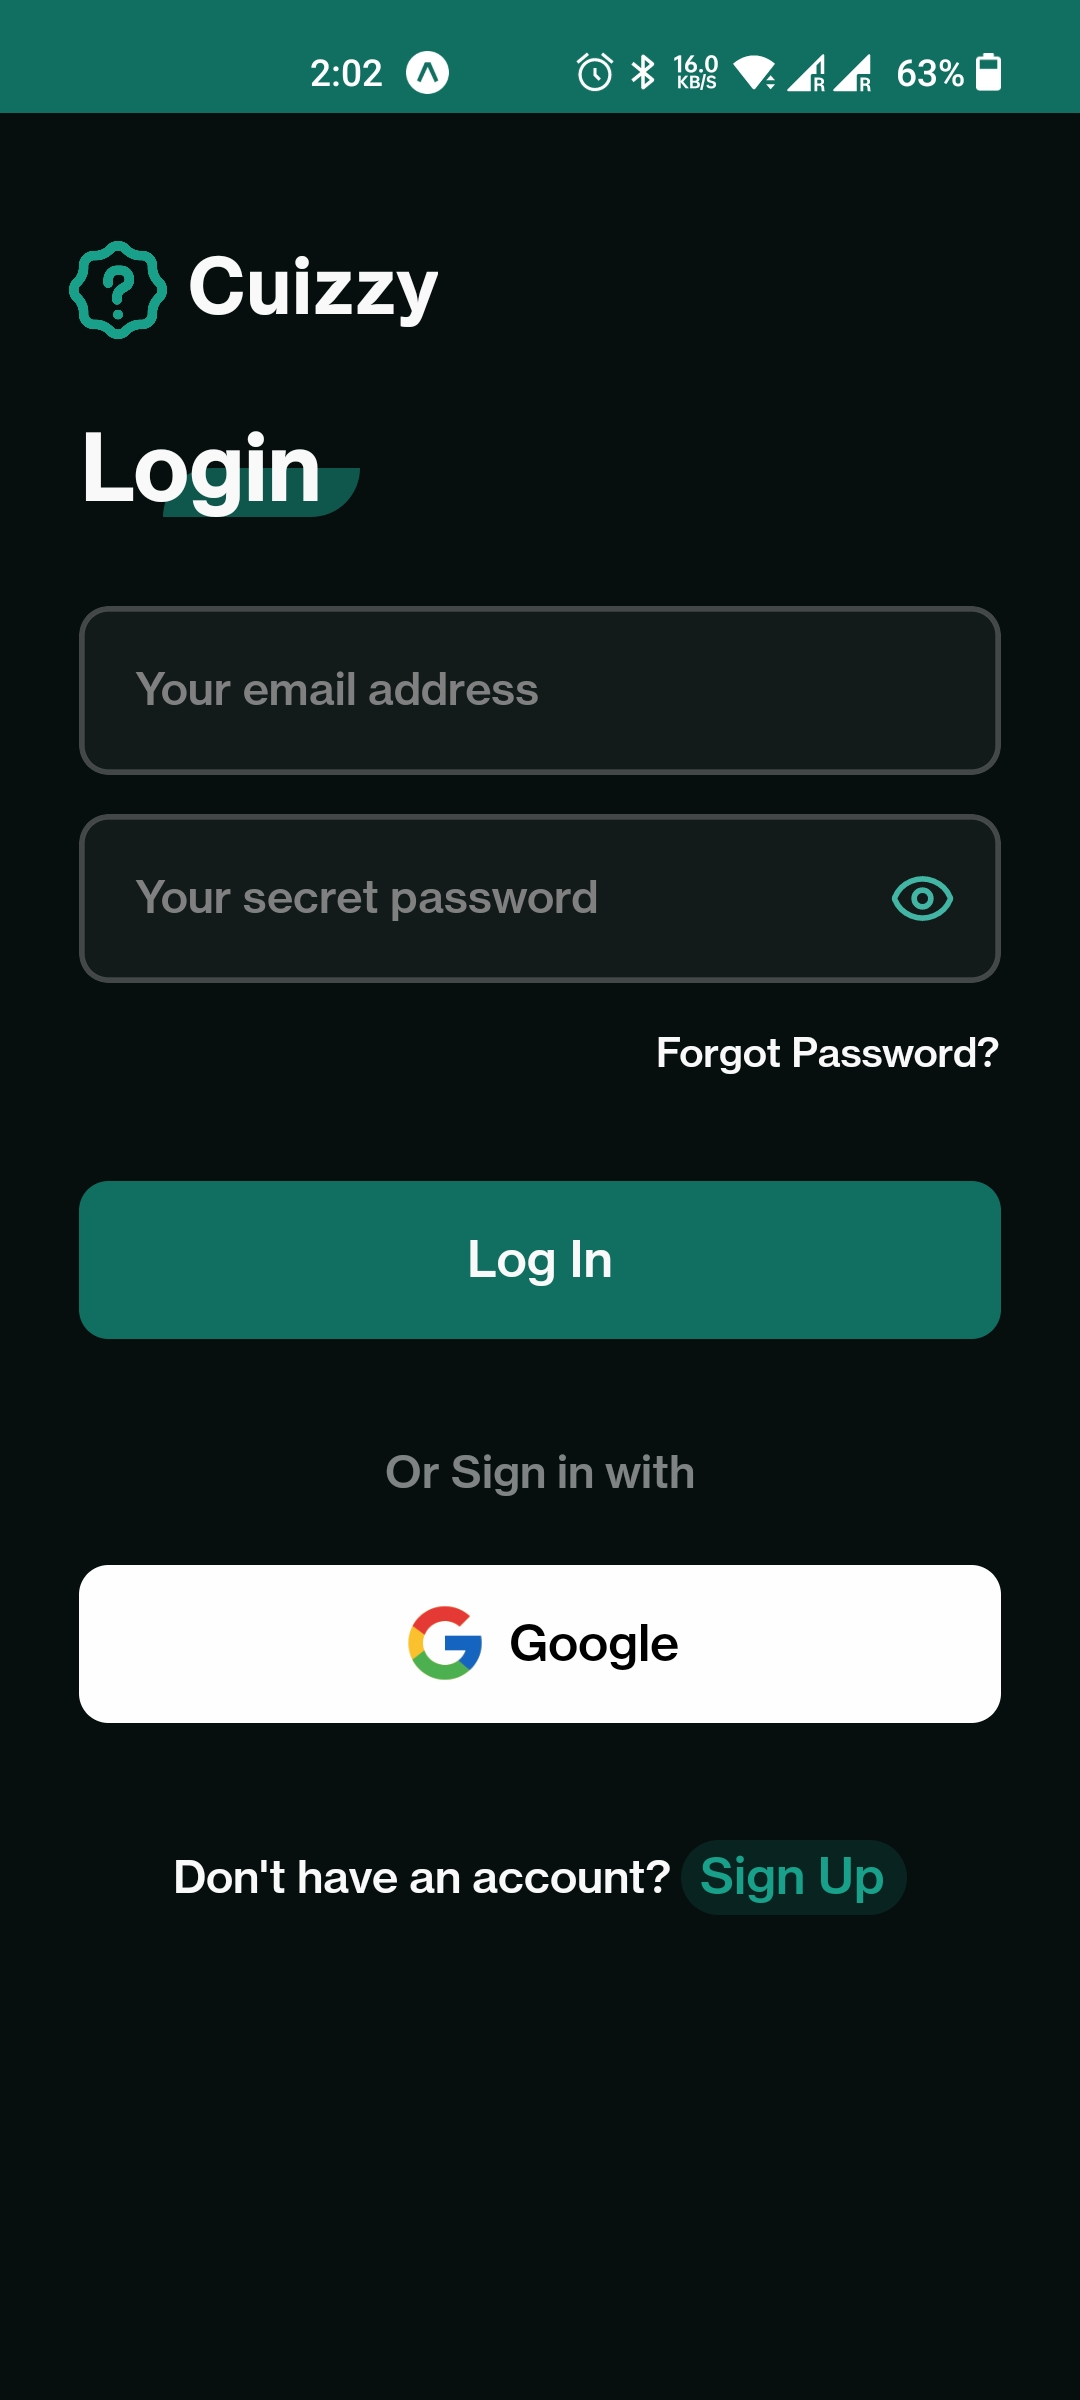 2:02 16.0 KB/S R R 63%
Cuizzy
Login
Your email address
Your secret password
Forgot Password?
Log In
Or Sign in with
Google
Don't have an account? Sign Up